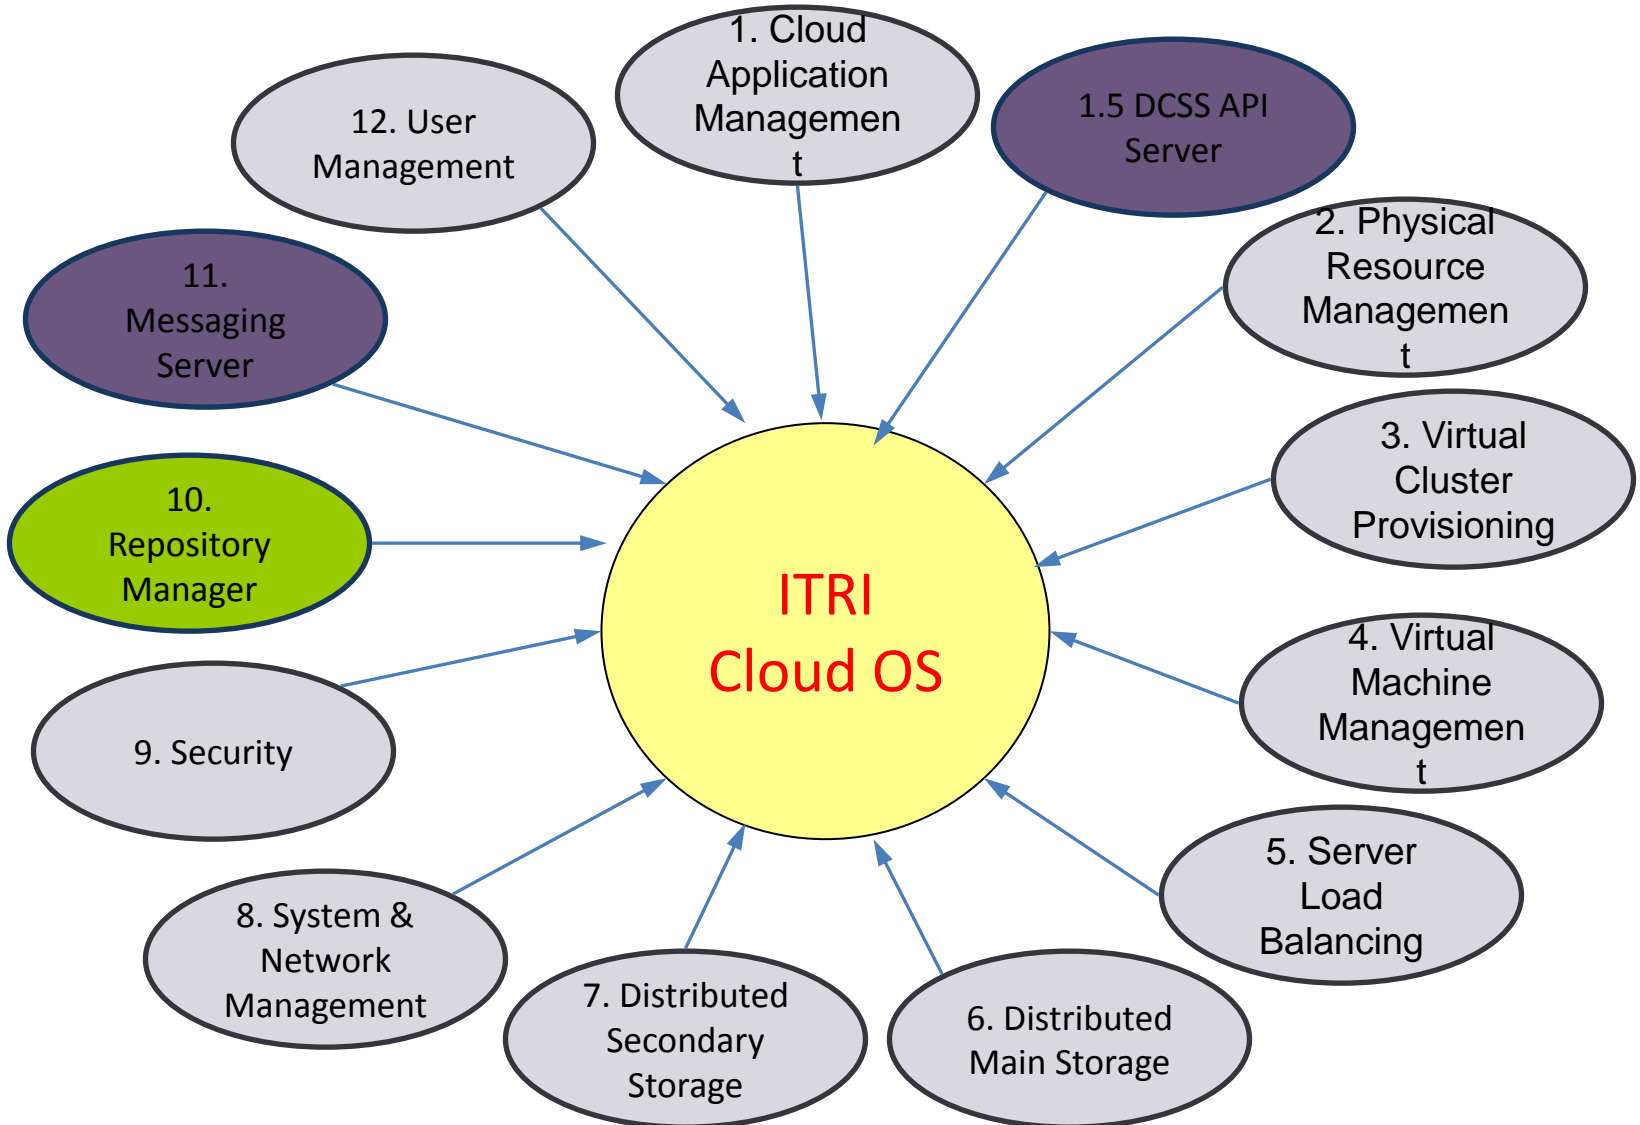 1. Cloud
Application
Managemen
t
1.5 DCSS API
Server
2. Physical
Resource
Managemen
t
3. Virtual
Cluster
Provisioning
4. Virtual
Machine
Managemen
t
5. Server
Load
Balancing
6. Distributed
Main Storage
7. Distributed
Secondary
Storage
8. System &
Network
Management
9. Security
10.
Repository
Manager
11.
Messaging
Server
12. User
Management
ITRI
Cloud OS